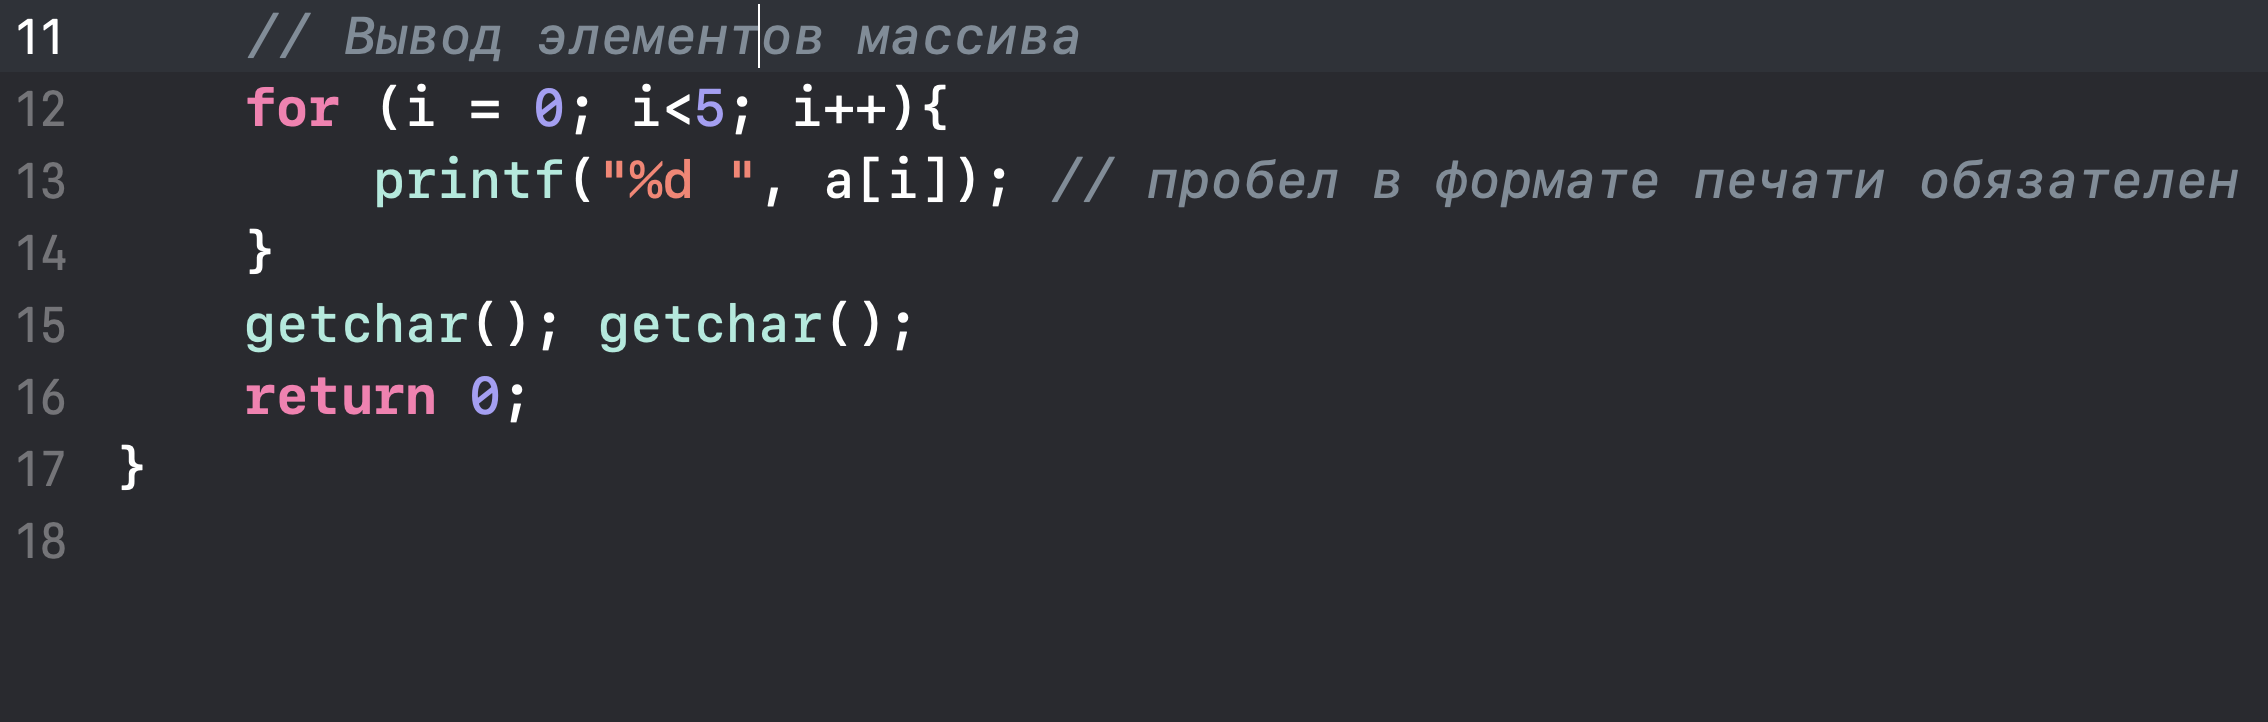 11 // Вывод элементов массива
12 for (i = 0; i<5; i++){
13 printf("%d ", a[i]); // пробел в формате печати обязателен
14 }
15 getchar(); getchar();
16 return 0;
17 }
18